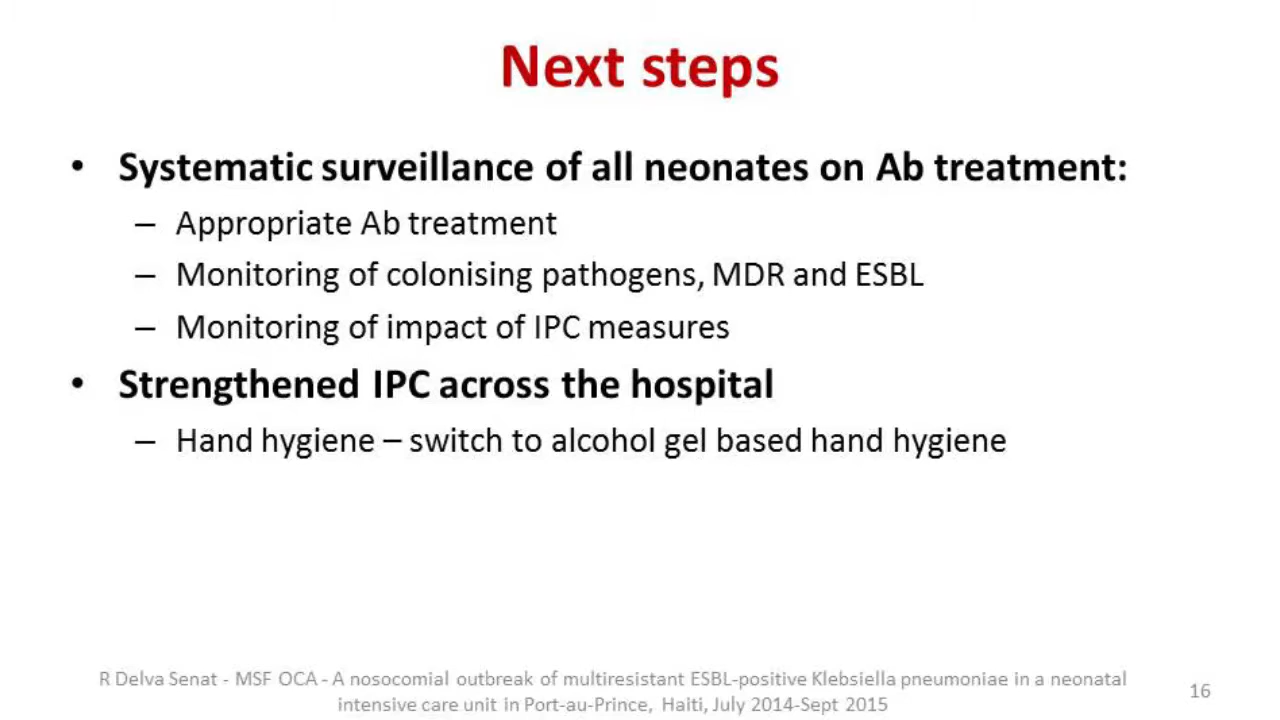 Next steps
• Systematic surveillance of all neonates on Ab treatment:
– Appropriate Ab treatment
– Monitoring of colonising pathogens, MDR and ESBL
– Monitoring of impact of IPC measures
• Strengthened IPC across the hospital
– Hand hygiene – switch to alcohol gel based hand hygiene
R Delva Senat - MSF OCA - A nosocomial outbreak of multiresistant ESBL-positive Klebsiella pneumoniae in a neonatal
intensive care unit in Port-au-Prince, Haiti, July 2014-Sept 2015
16